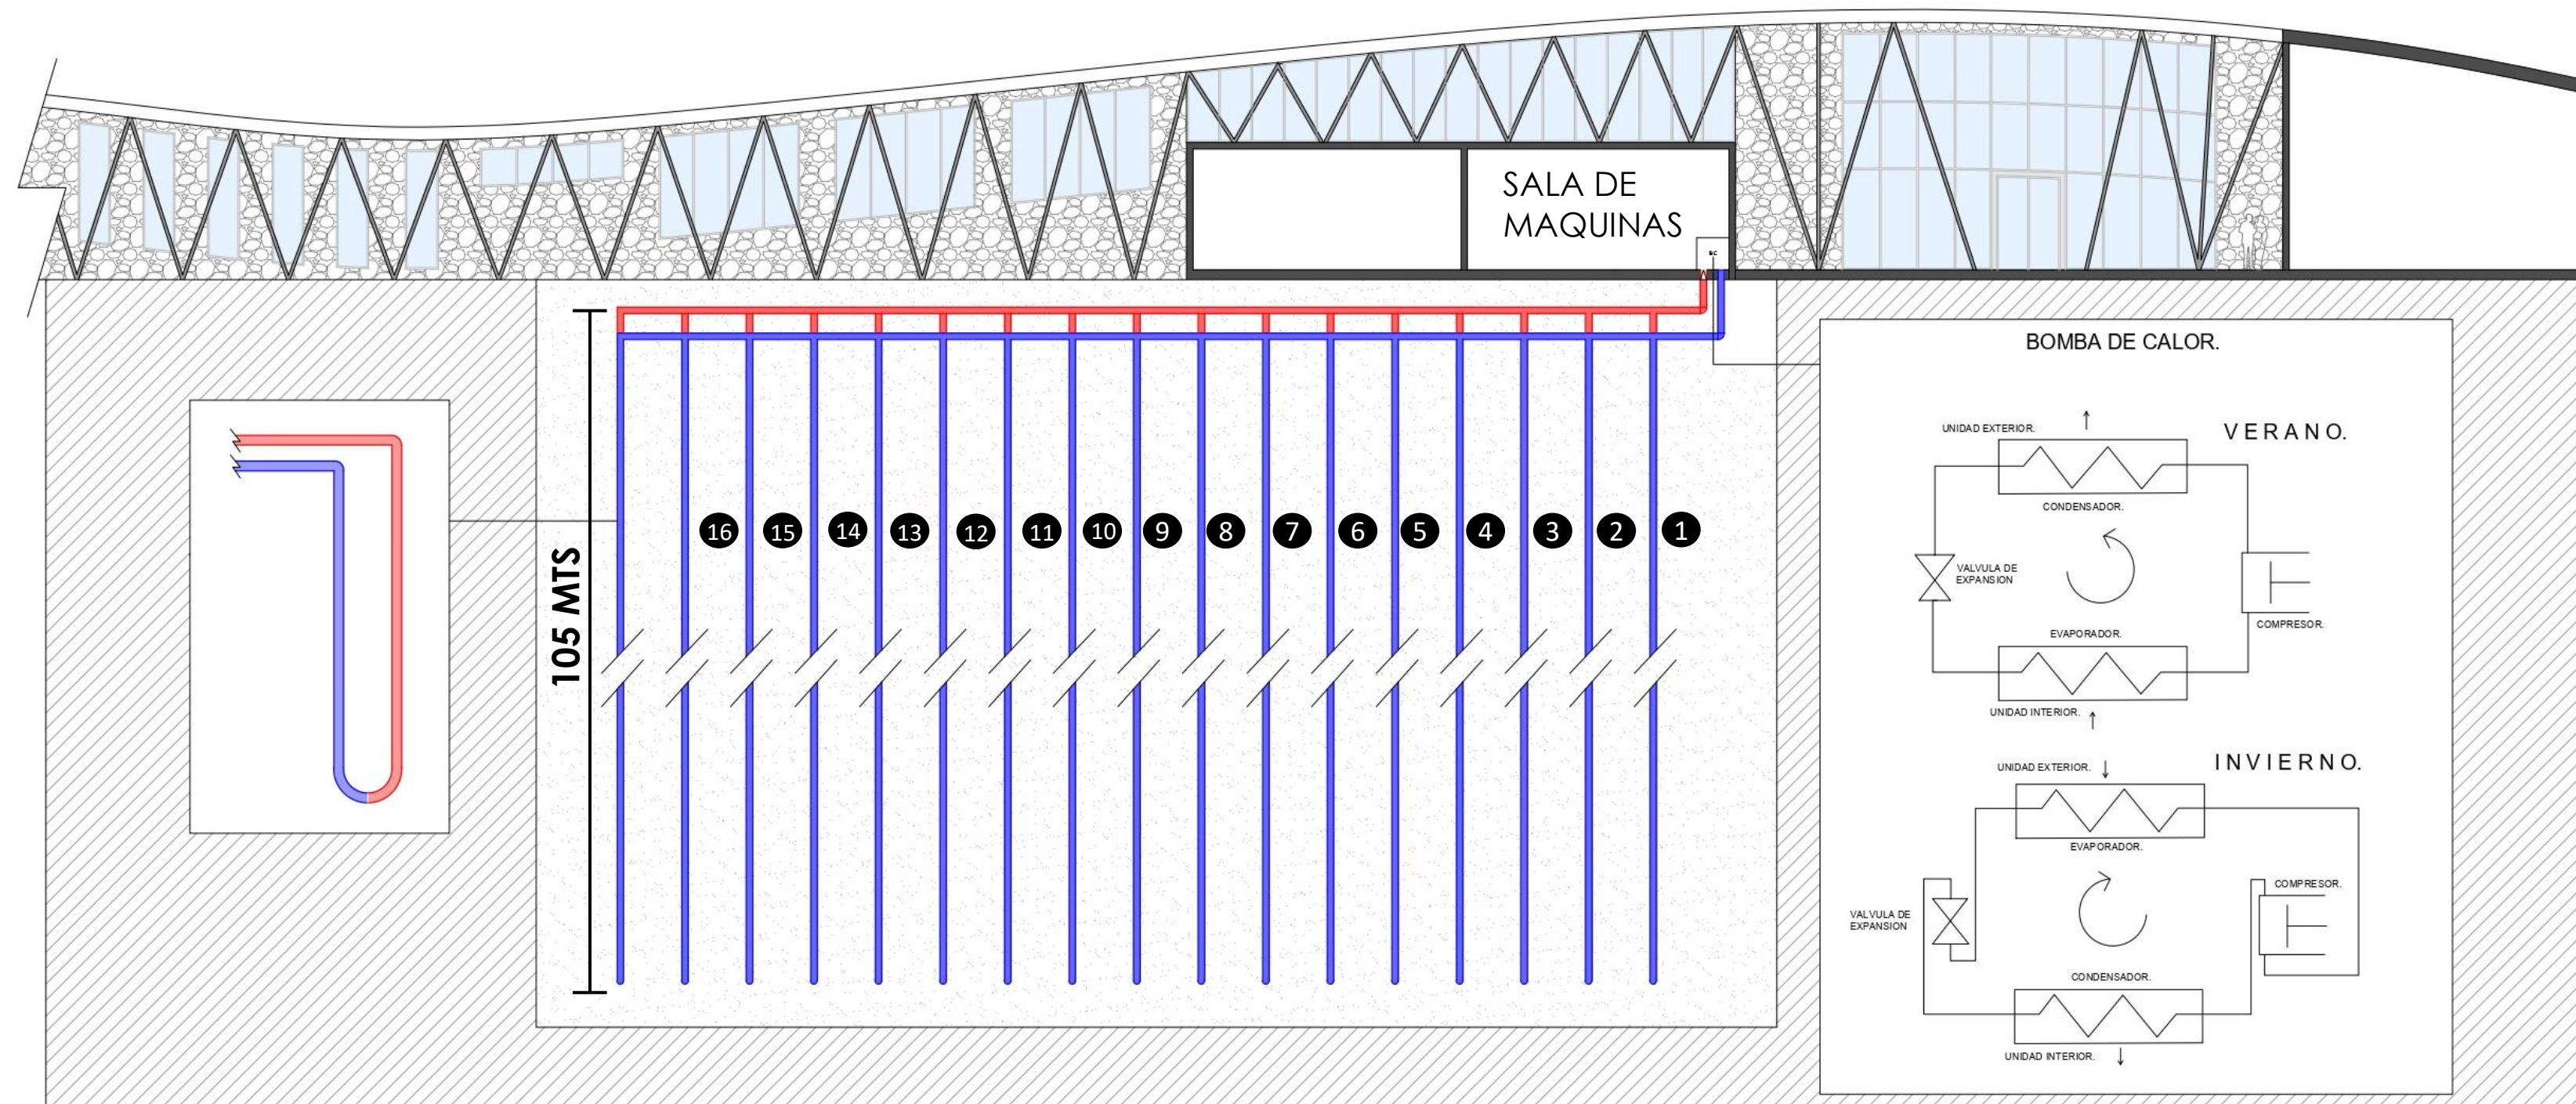 SALA DE
MAQUINAS
BC
105 MTS
16 15 14 13 12 11 10 9 8 7 6 5 4 3 2 1
BOMBA DE CALOR.
VERANO.
UNIDAD EXTERIOR.
CONDENSADOR.
VALVULA DE
EXPANSION
COMPRESOR.
EVAPORADOR.
UNIDAD INTERIOR.
INVIERNO.
UNIDAD EXTERIOR.
EVAPORADOR.
COMPRESOR.
VALVULA DE
EXPANSION
CONDENSADOR.
UNIDAD INTERIOR.